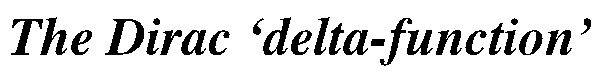 The Dirac ‘delta-function’